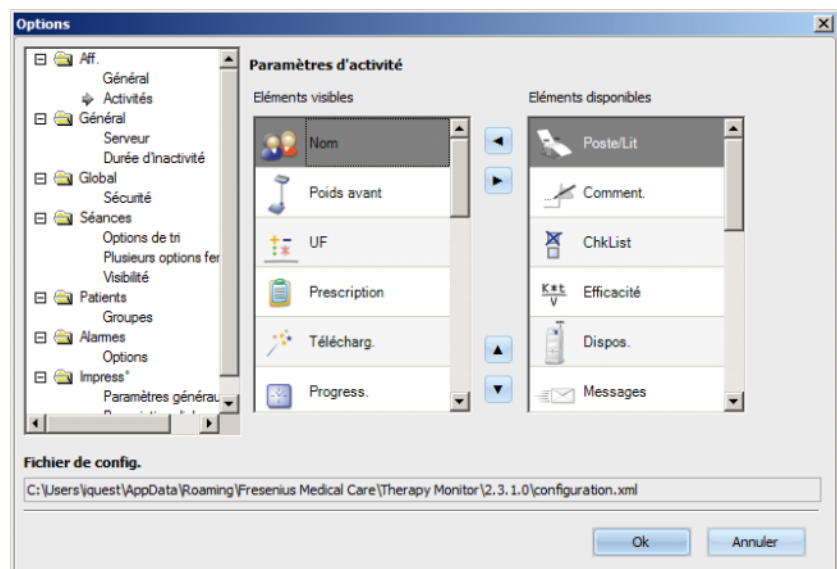 Options
Aff.
Général
Activités
Général
Serveur
Durée d'inactivité
Global
Sécurité
Séances
Options de tri
Plusieurs options fer
Visibilité
Patients
Groupes
Alarmes
Options
Impress°
Paramètres générau
Paramètres d'activité
Eléments visibles
Nom
Poids avant
UF
Prescription
Télécharg.
Progress.
Eléments disponibles
Poste/Lit
Comment.
ChkList
K*t
V
Efficacité
Dispos.
Messages
Fichier de config.
C:\Users\iquest\AppData\Roaming\Fresenius Medical Care\Therapy Monitor\2.3.1.0\configuration.xml
Ok
Annuler